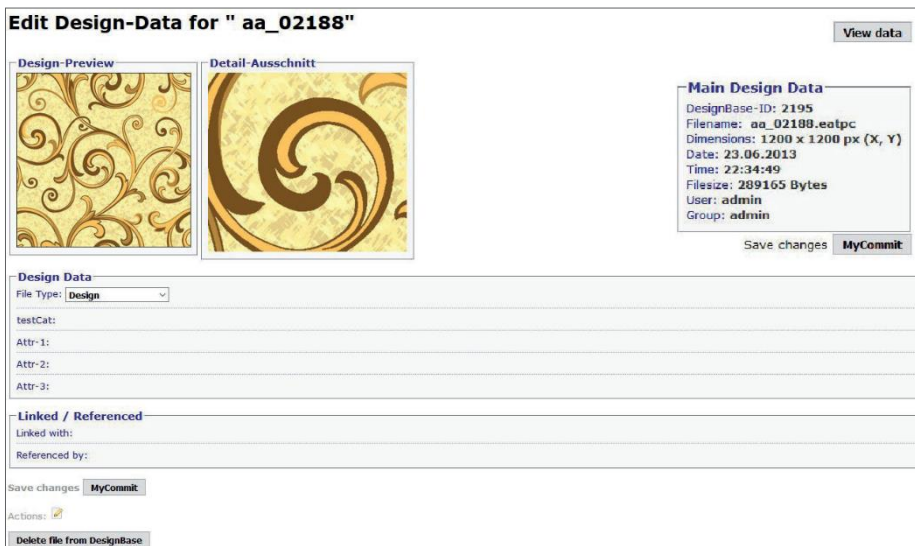 Edit Design-Data for " aa_02188"
View data
Design-Preview
Detail-Ausschnitt
Main Design Data
DesignBase-ID: 2195
Filename: aa_02188.eatpc
Dimensions: 1200 x 1200 px (X, Y)
Date: 23.06.2013
Time: 22:34:49
Filesize: 289165 Bytes
User: admin
Group: admin
Save changes MyCommit
Design Data
File Type: Design
testCat:
Attr-1:
Attr-2:
Attr-3:
Linked / Referenced
Linked with:
Referenced by:
Save changes MyCommit
Actions:
Delete file from DesignBase